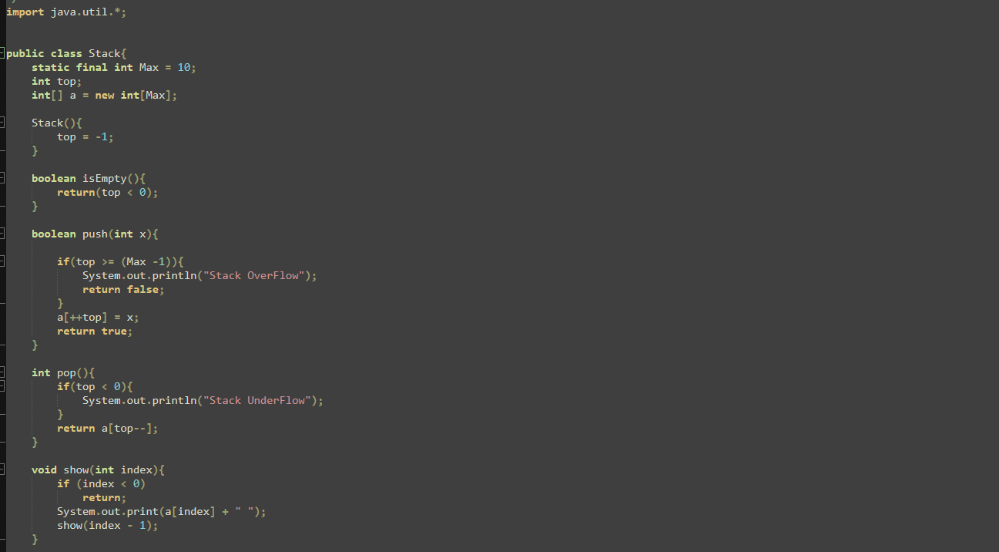 import java.util.*;
public class Stack{
static final int Max = 10;
int top;
int[] a = new int[Max];
Stack(){
top = -1;
}
boolean isEmpty(){
return(top < 0);
}
boolean push(int x){
if(top >= (Max -1)){
System.out.println("Stack OverFlow");
return false;
}
a[++top] = x;
return true;
}
int pop(){
if(top < 0){
System.out.println("Stack UnderFlow");
}
return a[top--];
}
void show(int index){
if (index < 0)
return;
System.out.print(a[index] + " ");
show(index - 1);
}